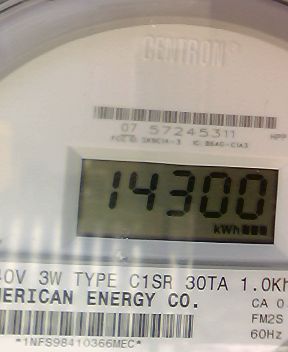 CENTRON®
07 57245311
14300
kWh
40V 3W TYPE C1SR 30TA 1.0Kh
MERICAN ENERGY CO.
CA 0.
FM2S
60Hz
*1NFS98410366MEC*